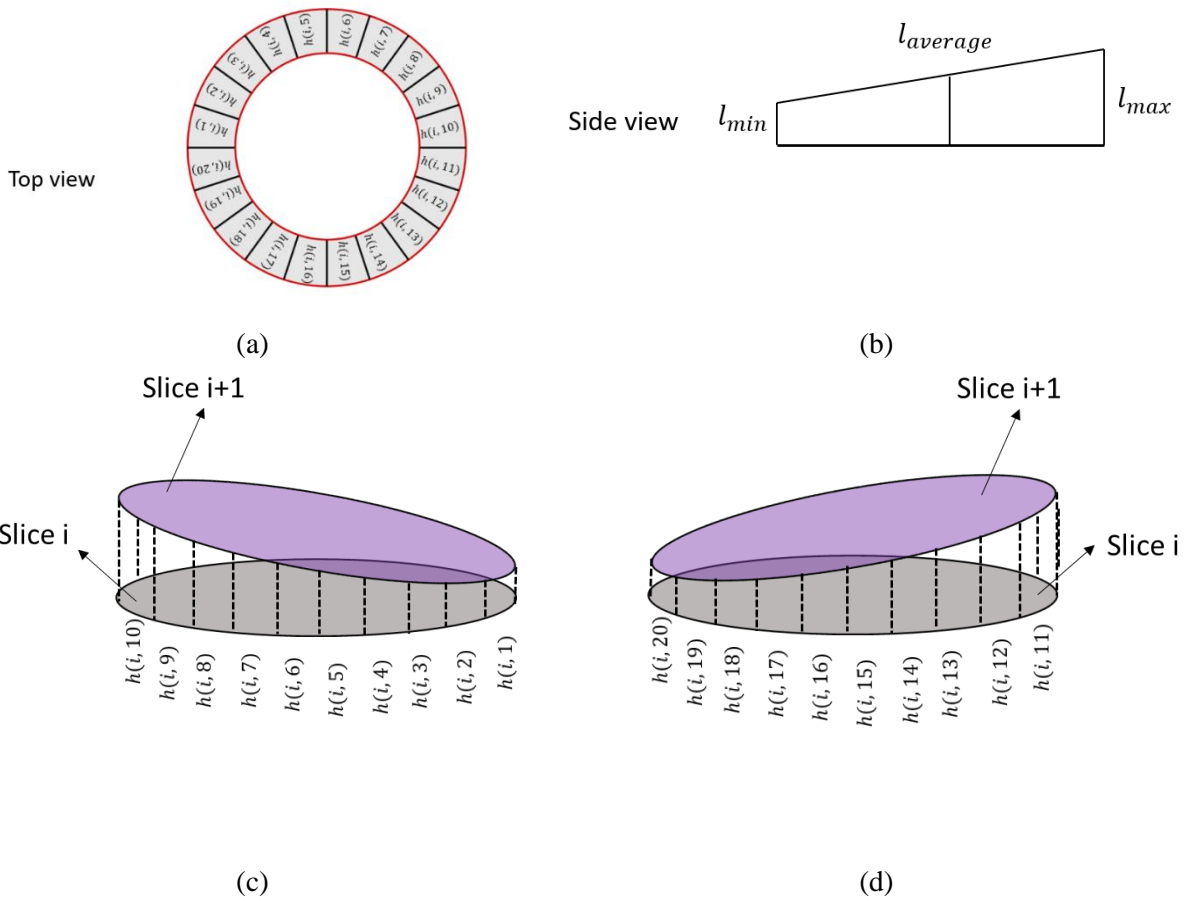 h(i, 1)
h(i, 2)
h(i, 3)
h(i, 4)
h(i, 5)
h(i, 6)
h(i, 7)
h(i, 8)
h(i, 9)
h(i, 10)
h(i, 11)
h(i, 12)
h(i, 13)
h(i, 14)
h(i, 15)
h(i, 16)
h(i, 17)
h(i, 18)
h(i, 19)
h(i, 20)
Top view
l_average
Side view
l_min
l_max
(a)
(b)
Slice i+1
Slice i
h(i, 10)
h(i, 9)
h(i, 8)
h(i, 7)
h(i, 6)
h(i, 5)
h(i, 4)
h(i, 3)
h(i, 2)
h(i, 1)
Slice i+1
Slice i
h(i, 20)
h(i, 19)
h(i, 18)
h(i, 17)
h(i, 16)
h(i, 15)
h(i, 14)
h(i, 13)
h(i, 12)
h(i, 11)
(c)
(d)